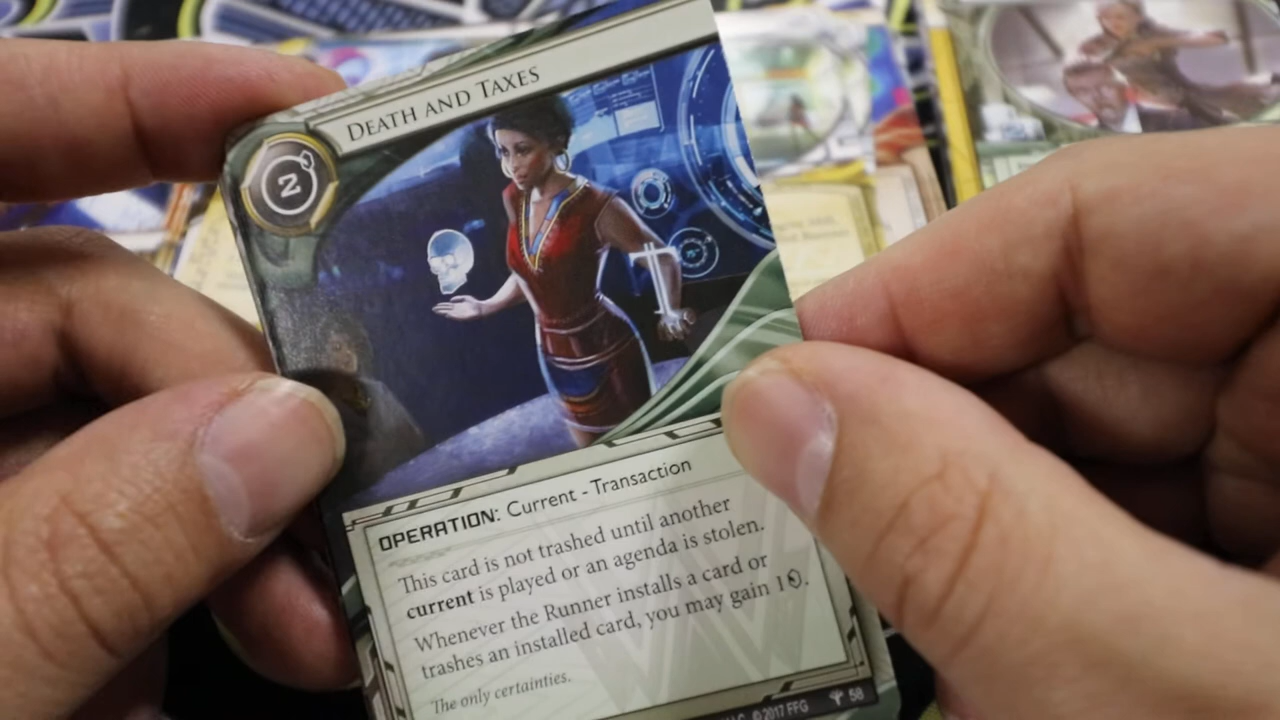 DEATH AND TAXES
2
OPERATION: Current - Transaction
This card is not trashed until another
current is played or an agenda is stolen.
Whenever the Runner installs a card or
trashes an installed card, you may gain 1
The only certainties.
© 2017 FFG 58